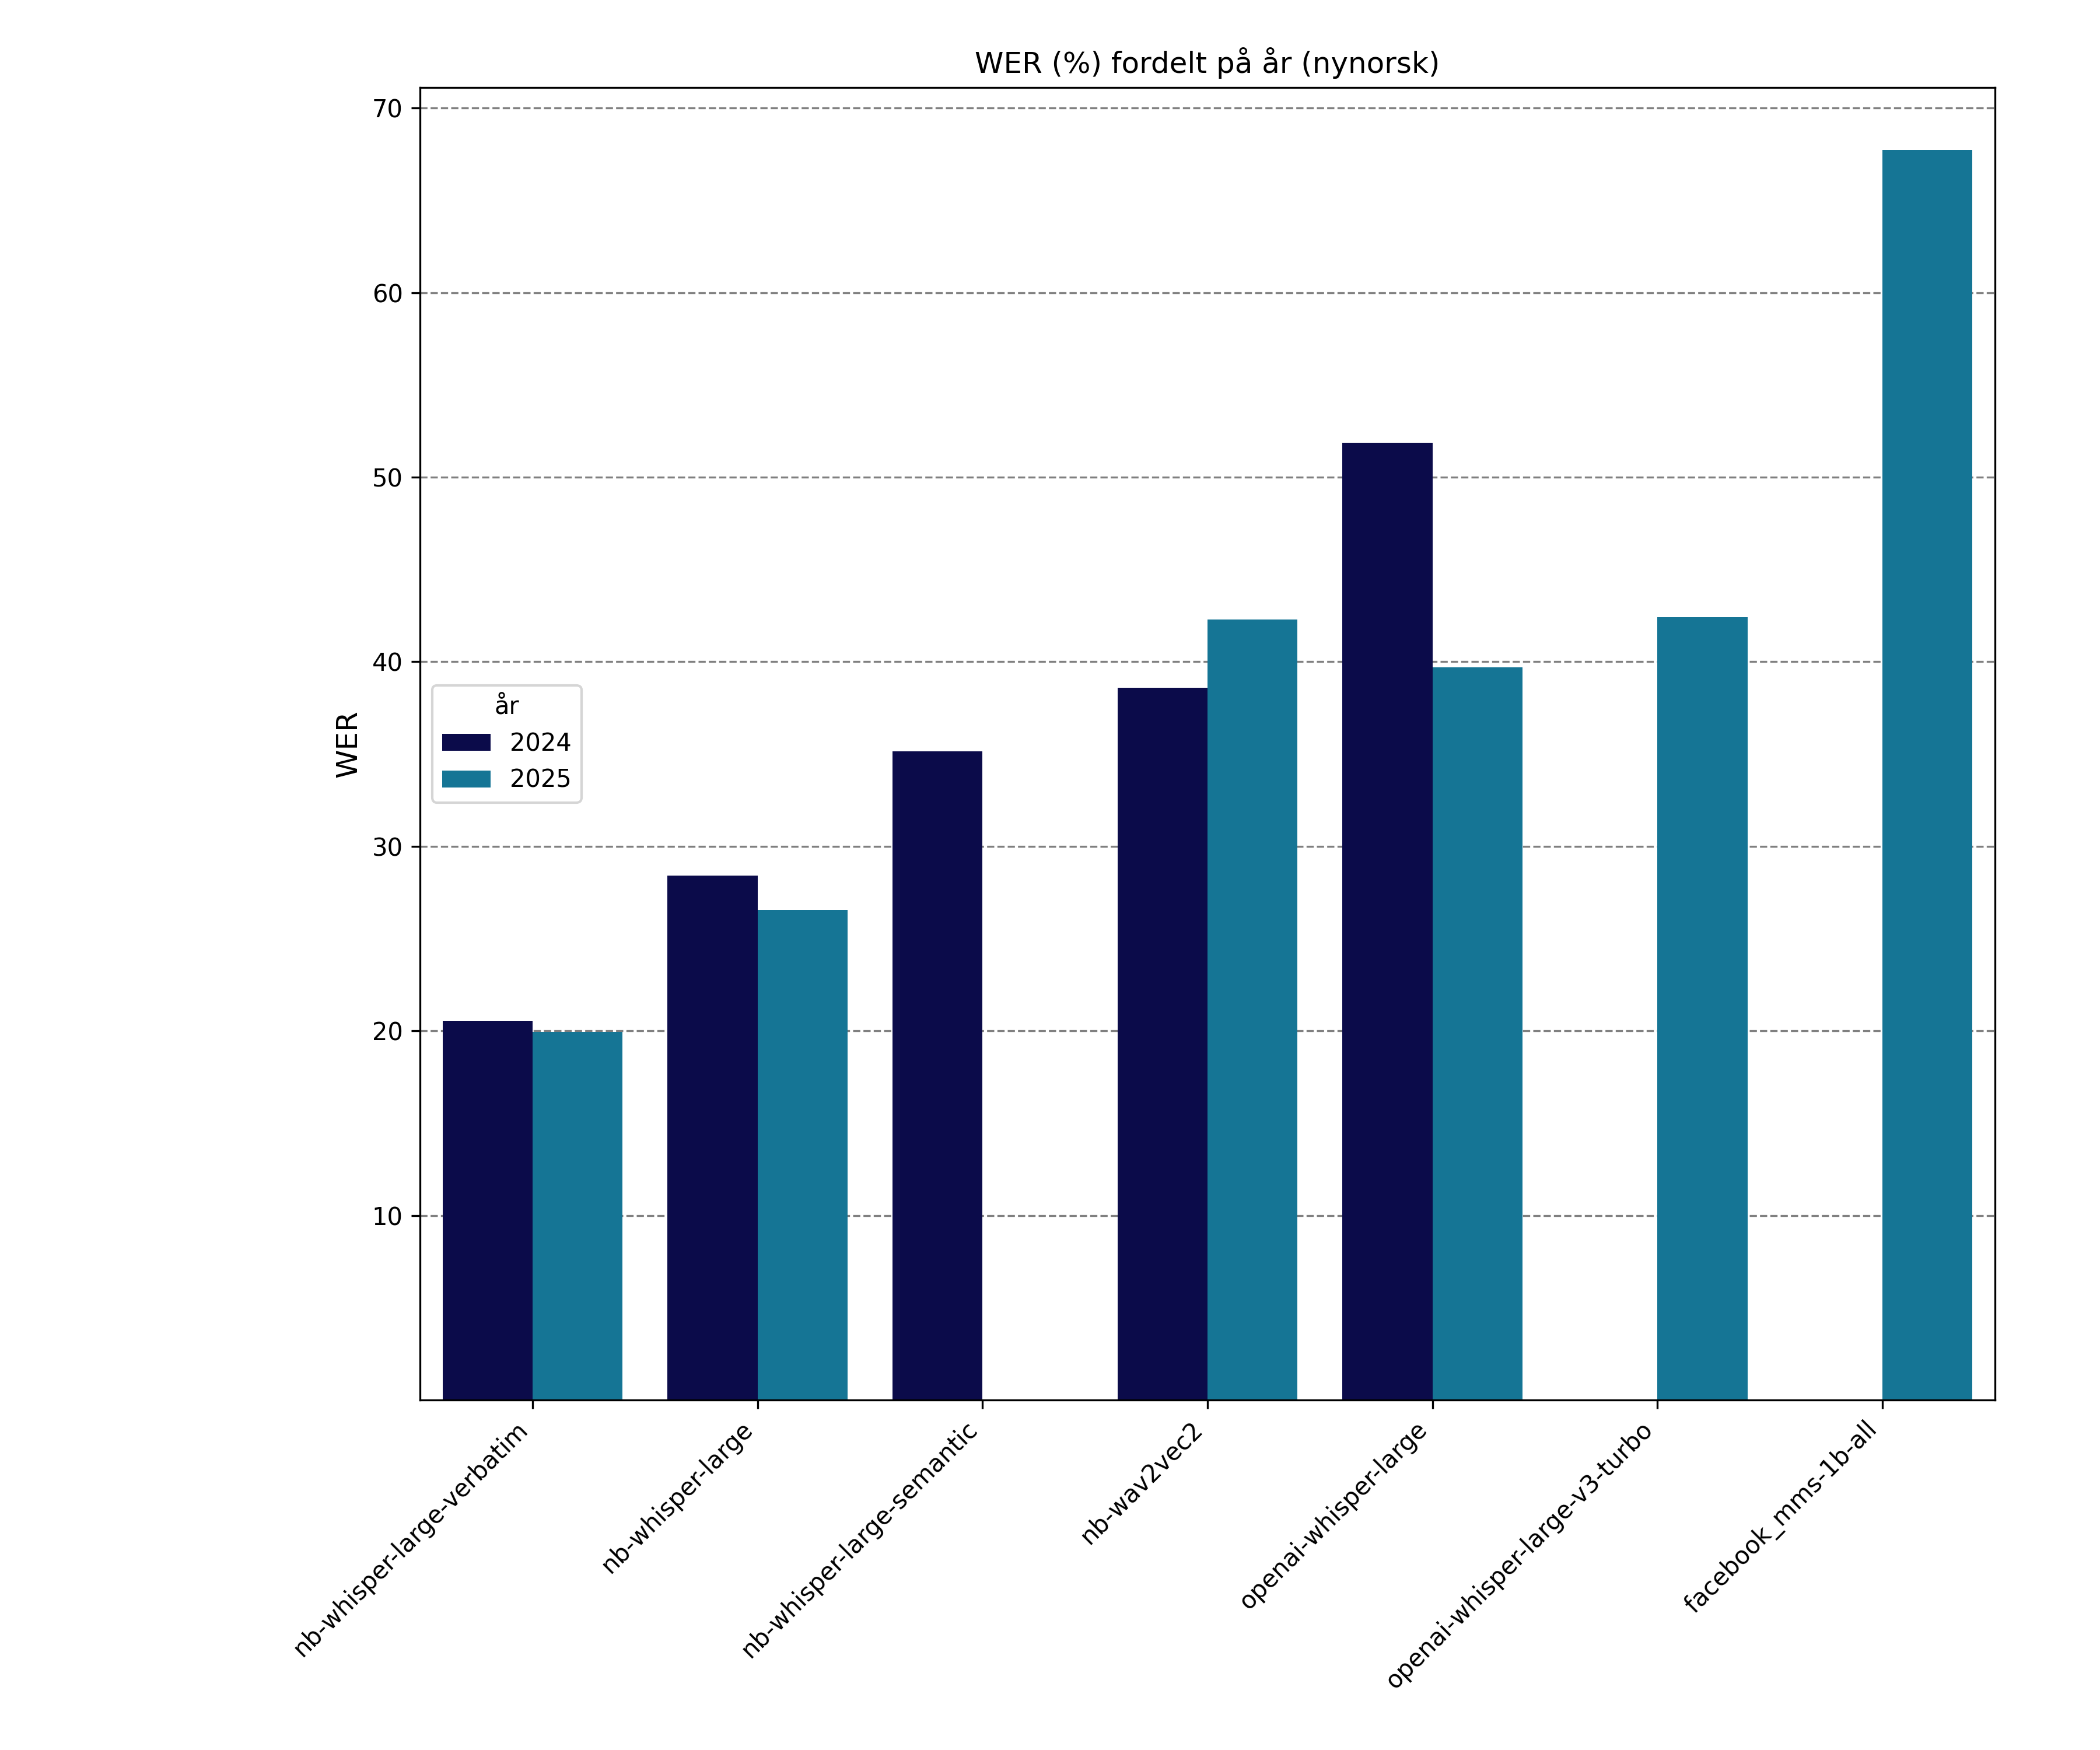 WER (%) fordelt på år (nynorsk)
70
60
50
40
30
20
10
WER
år
2024
2025
nb-whisper-large-verbatim
nb-whisper-large
nb-whisper-large-semantic
nb-wav2vec2
openai-whisper-large
openai-whisper-large-v3-turbo
facebook_mms-1b-all